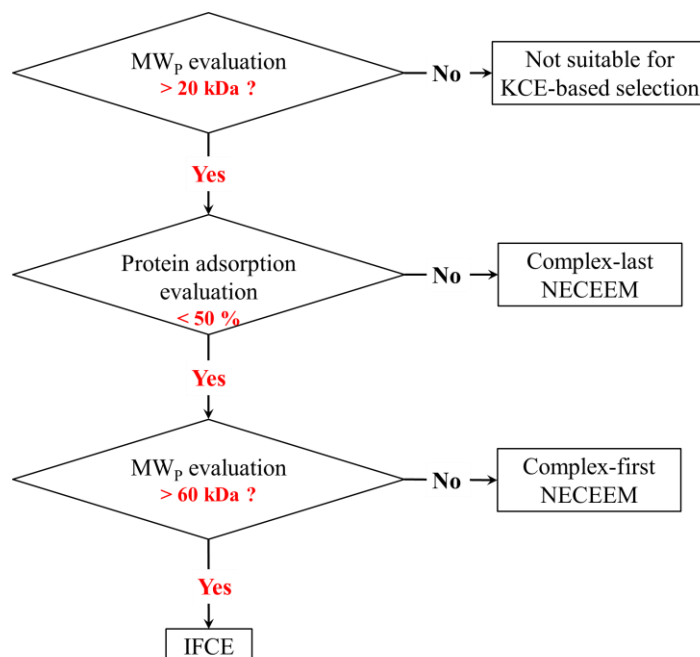 MWP evaluation
> 20 kDa ?
No
Not suitable for
KCE-based selection
Yes
Protein adsorption
evaluation
< 50 %
No
Complex-last
NECEEM
Yes
MWP evaluation
> 60 kDa ?
No
Complex-first
NECEEM
Yes
IFCE